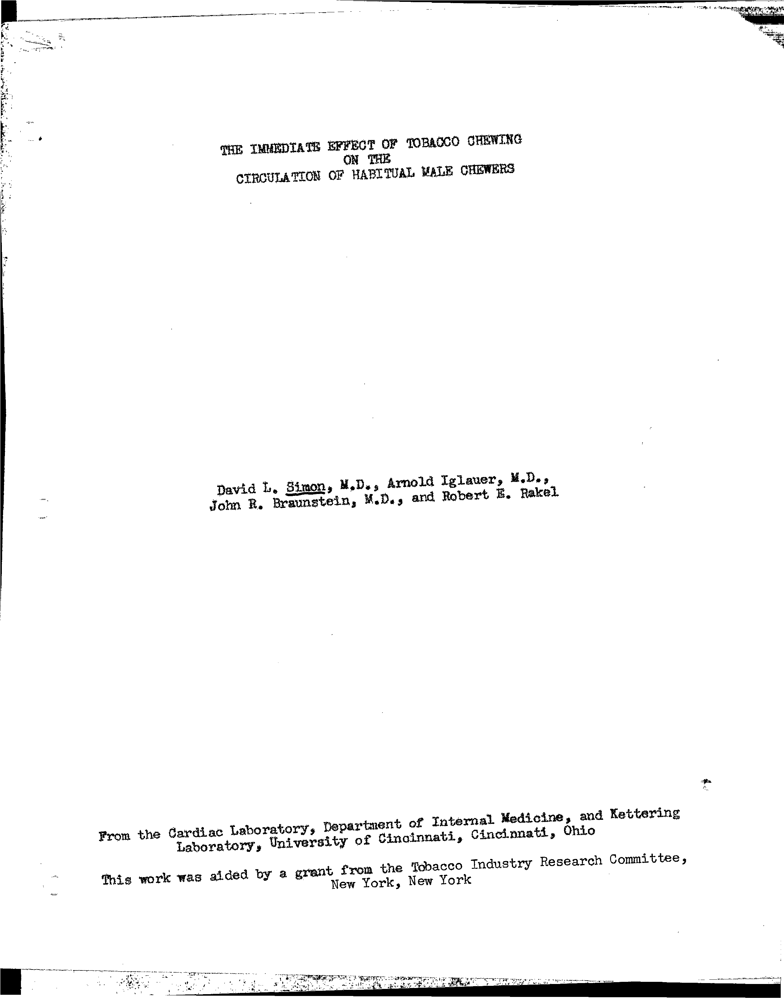 THE IMMEDIATE EFFECT OF TOBACCO CHEWING
ON THE
CIRCULATION OF HABITUAL MALE CHEWERS
David L. Simon, M.D., Arnold Iglauer, M.D.,
John R. Braunstein, M.D., and Robert E. Rakel
From the Cardiac Laboratory, Department of Internal Medicine, and Kettering
Laboratory, University of Cincinnati, Cincinnati, Ohio
This work was aided by a grant from the Tobacco Industry Research Committee,
New York, New York